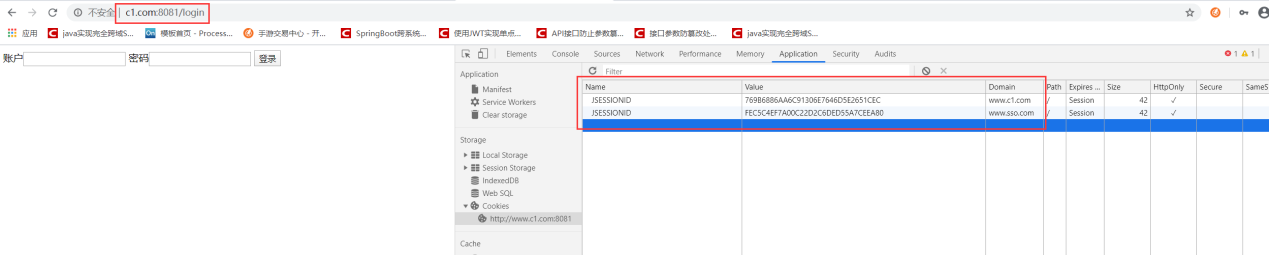 不安全 | c1.com:8081/login
应用 java实现完全跨域S... 模板首页 - Process... 手游交易中心 - 开... SpringBoot跨系统... 使用JWT实现单点... API接口防止参数篡... 接口参数防篡改处... java实现完全跨域S...
账户 密码 登录
Elements Console Sources Network Performance Memory Application Security Audits 1 1
Application
Manifest
Service Workers
Clear storage
Storage
Local Storage
Session Storage
IndexedDB
Web SQL
Cookies
http://www.c1.com:8081
Cache
Filter
Name Value Domain Path Expires ... Size HttpOnly Secure SameS
JSESSIONID 769B6886AA6C91306E7646D5E2651CEC www.c1.com / Session 42 ✓
JSESSIONID FEC5C4EF7A00C22D2C6DED55A7CEEA80 www.sso.com / Session 42 ✓